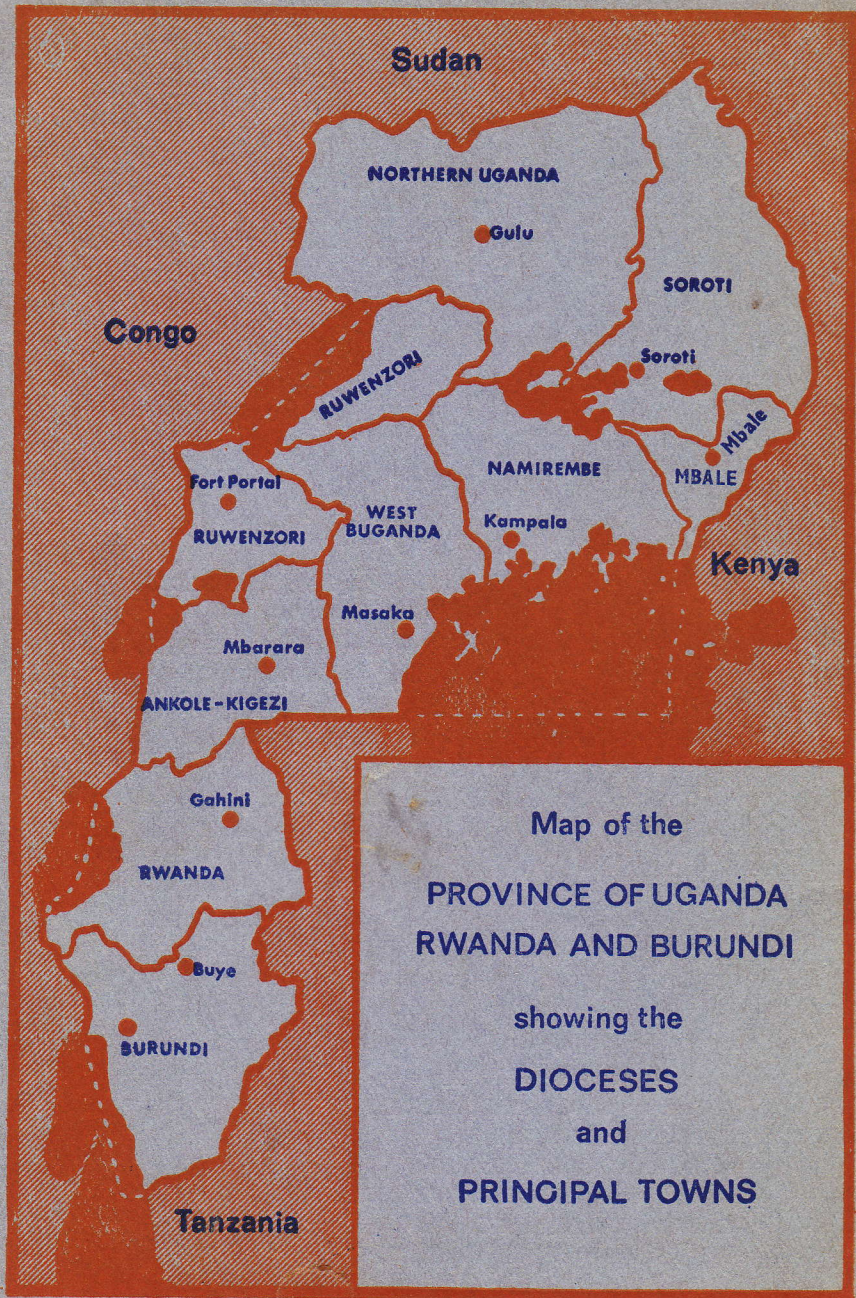 Sudan
NORTHERN UGANDA
Gulu
SOROTI
Congo
Soroti
RUWENZORI
Mbale
MBALE
NAMIREMBE
Fort Portal
WEST
BUGANDA
Kampala
RUWENZORI
Kenya
Masaka
Mbarara
ANKOLE-KIGEZI
Gahini
RWANDA
Buye
BURUNDI
Tanzania
Map of the
PROVINCE OF UGANDA
RWANDA AND BURUNDI
showing the
DIOCESES
and
PRINCIPAL TOWNS